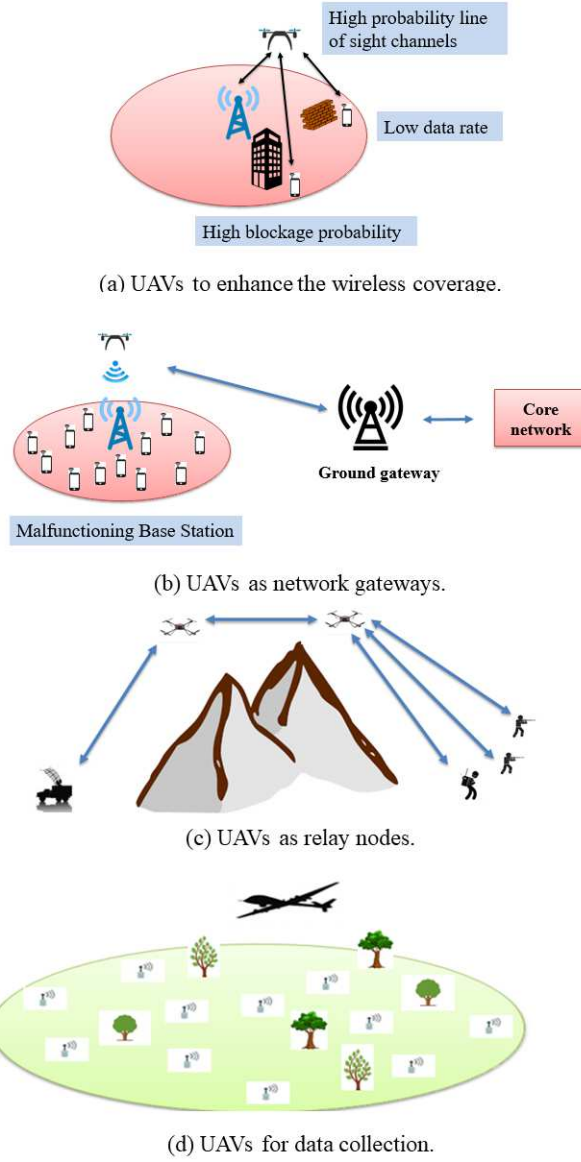 High probability line
of sight channels
Low data rate
High blockage probability
(a) UAVs to enhance the wireless coverage.
Core
network
Ground gateway
Malfunctioning Base Station
(b) UAVs as network gateways.
(c) UAVs as relay nodes.
(d) UAVs for data collection.